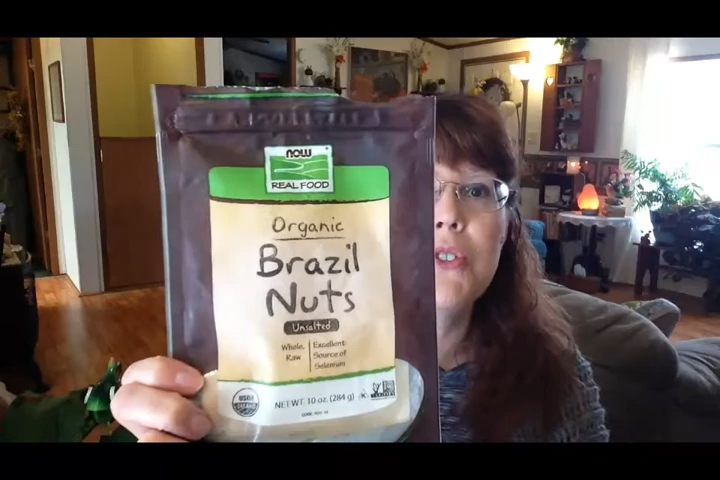 NOW
REAL FOOD
Organic
Brazil
Nuts
Unsalted
Whole,
Raw
Excellent
Source of
Selenium
USDA
ORGANIC
NET WT. 10 oz. (284 g)